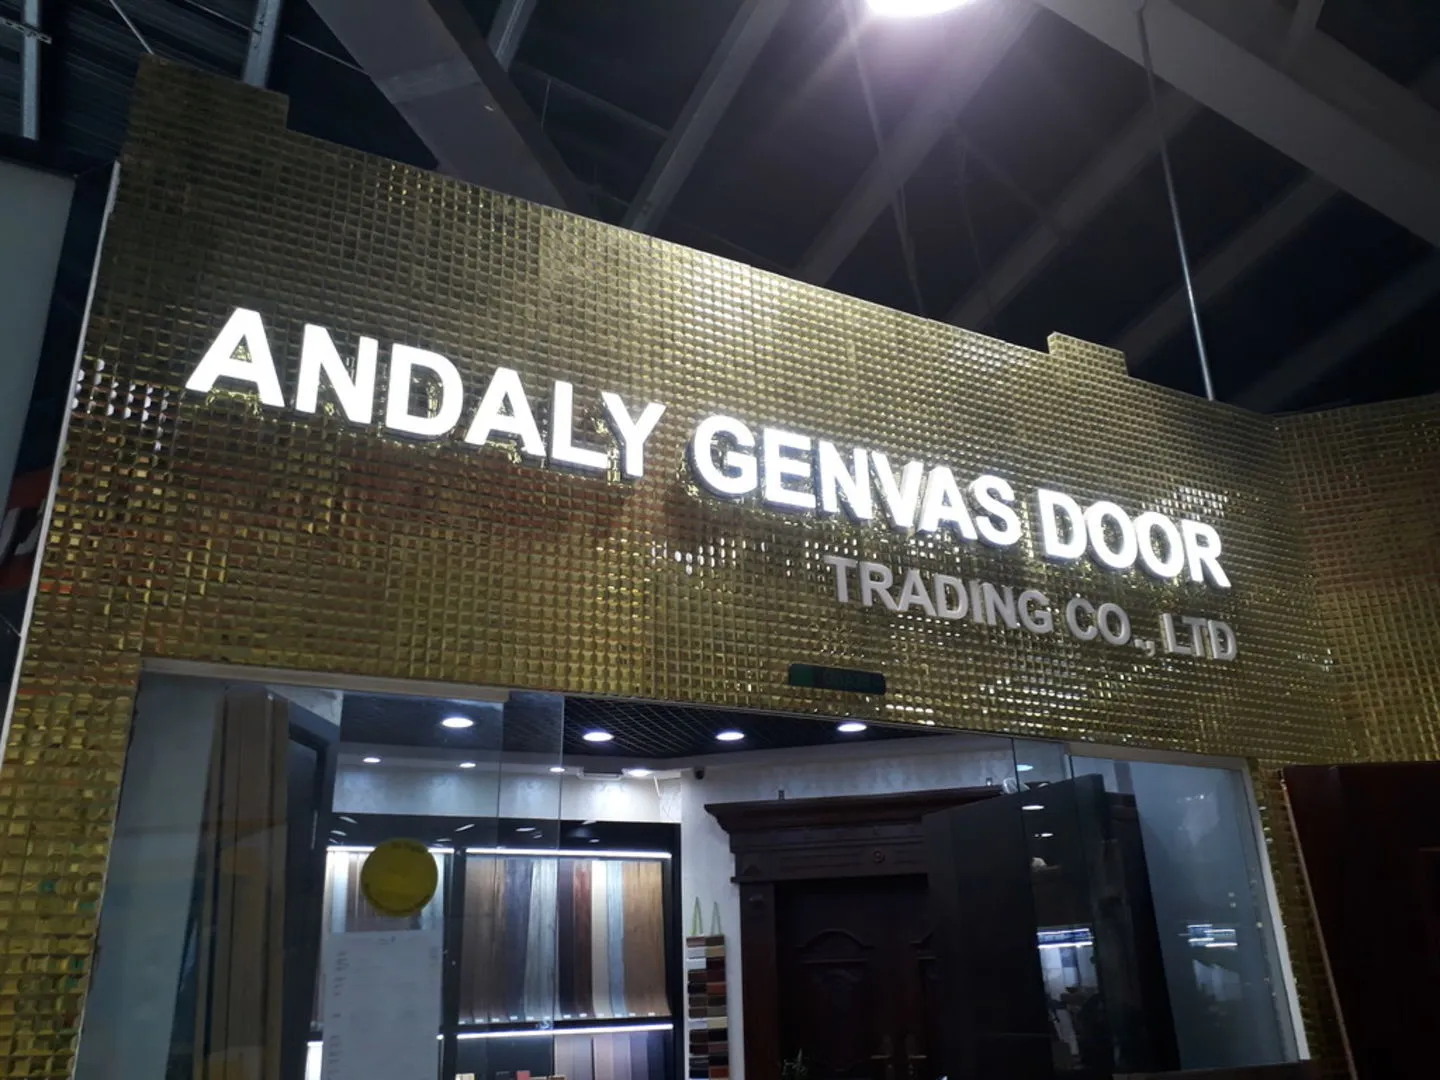 ANDALY GENVAS DOOR
TRADING CO., LTD